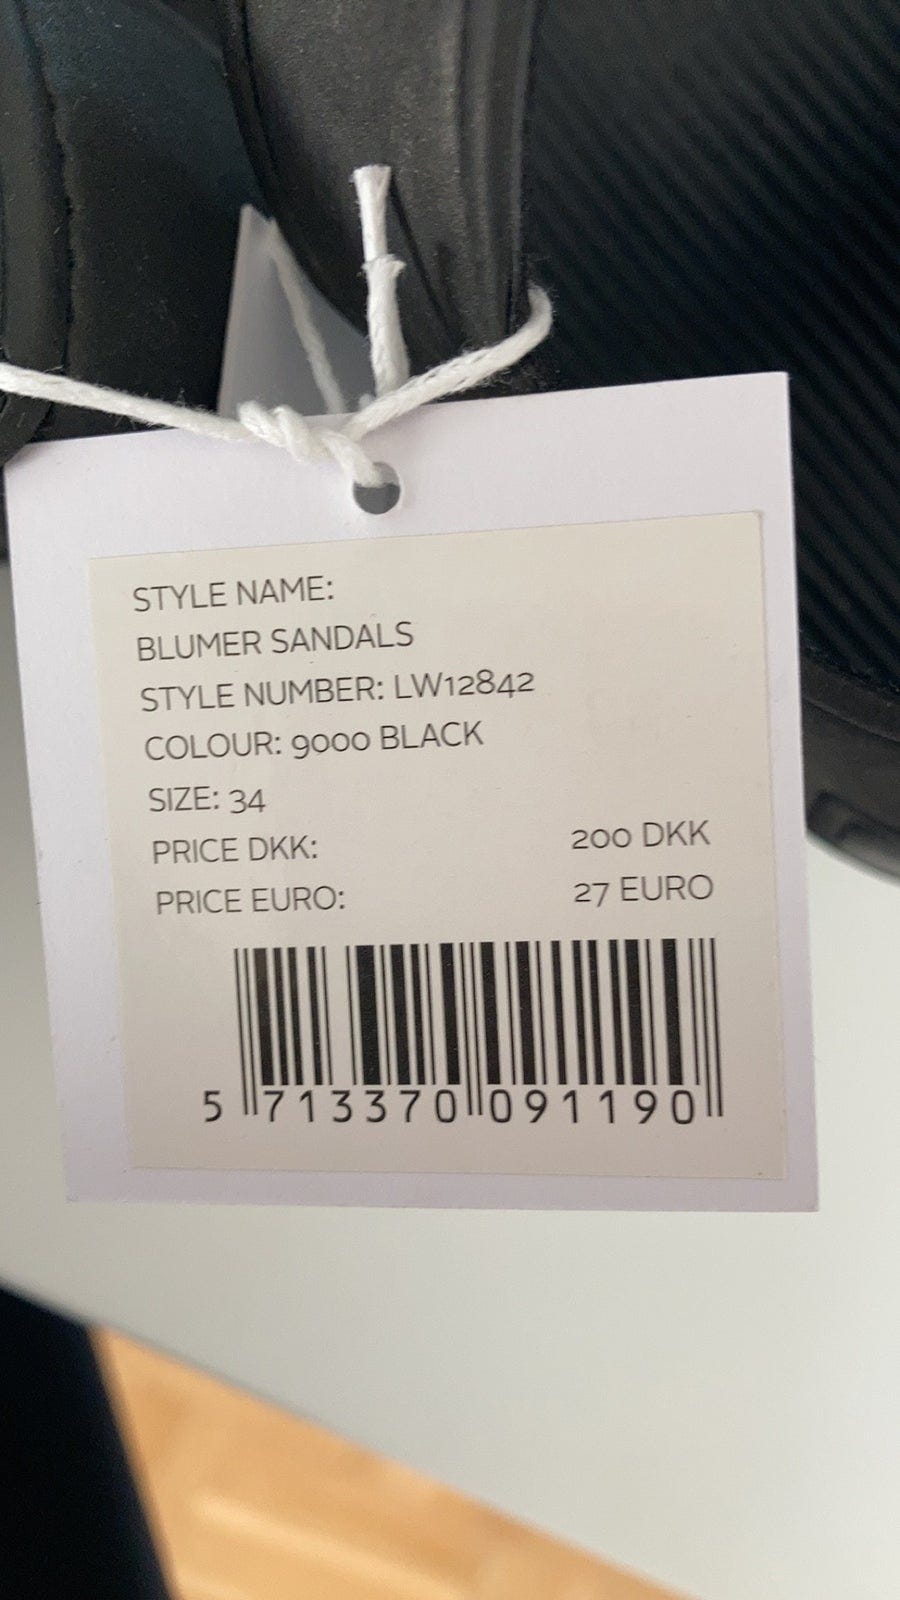 STYLE NAME:
BLUMER SANDALS
STYLE NUMBER: LW12842
COLOUR: 9000 BLACK
SIZE: 34
PRICE DKK: 200 DKK
PRICE EURO: 27 EURO
5 713370 091190